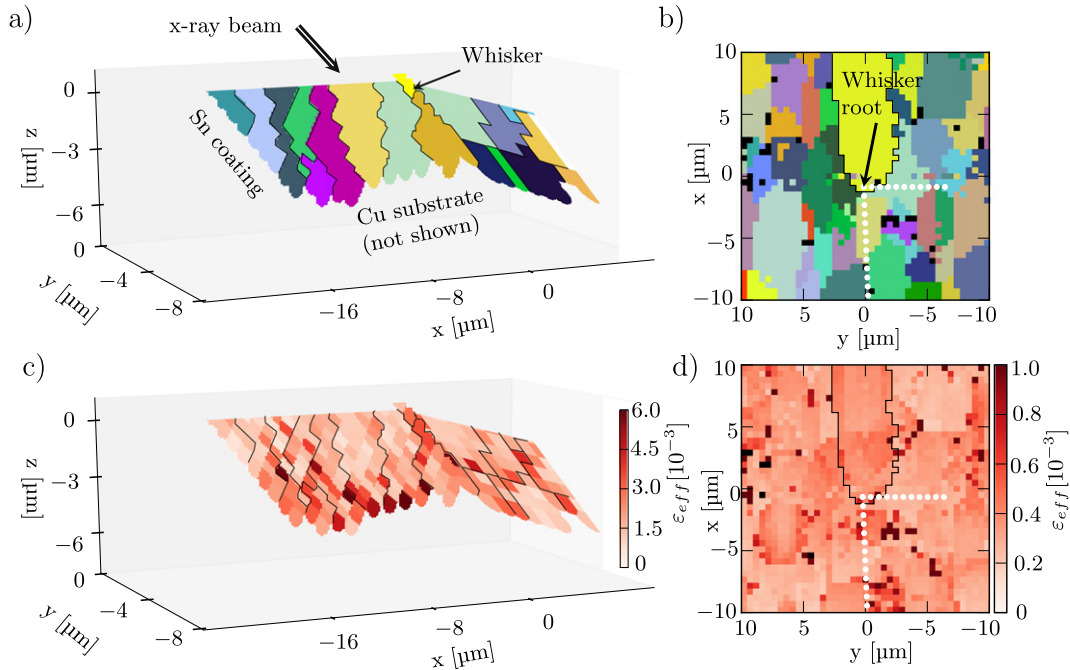 a)
x-ray beam
Whisker
0
−3
−6
z
[µm]
Sn coating
Cu substrate
(not shown)
0
−4
−8
y [µm]
−16
−8
0
x [µm]
b)
10
5
0
−5
−10
x [µm]
Whisker
root
10
5
0
−5
−10
y [µm]
c)
0
−3
−6
z
[µm]
0
−4
−8
y [µm]
−16
−8
0
x [µm]
6.0
4.5
3.0
1.5
0
εeff[10−3]
d)
10
5
0
−5
−10
x [µm]
10
5
0
−5
−10
y [µm]
1.0
0.8
0.6
0.4
0.2
0
εeff[10−3]